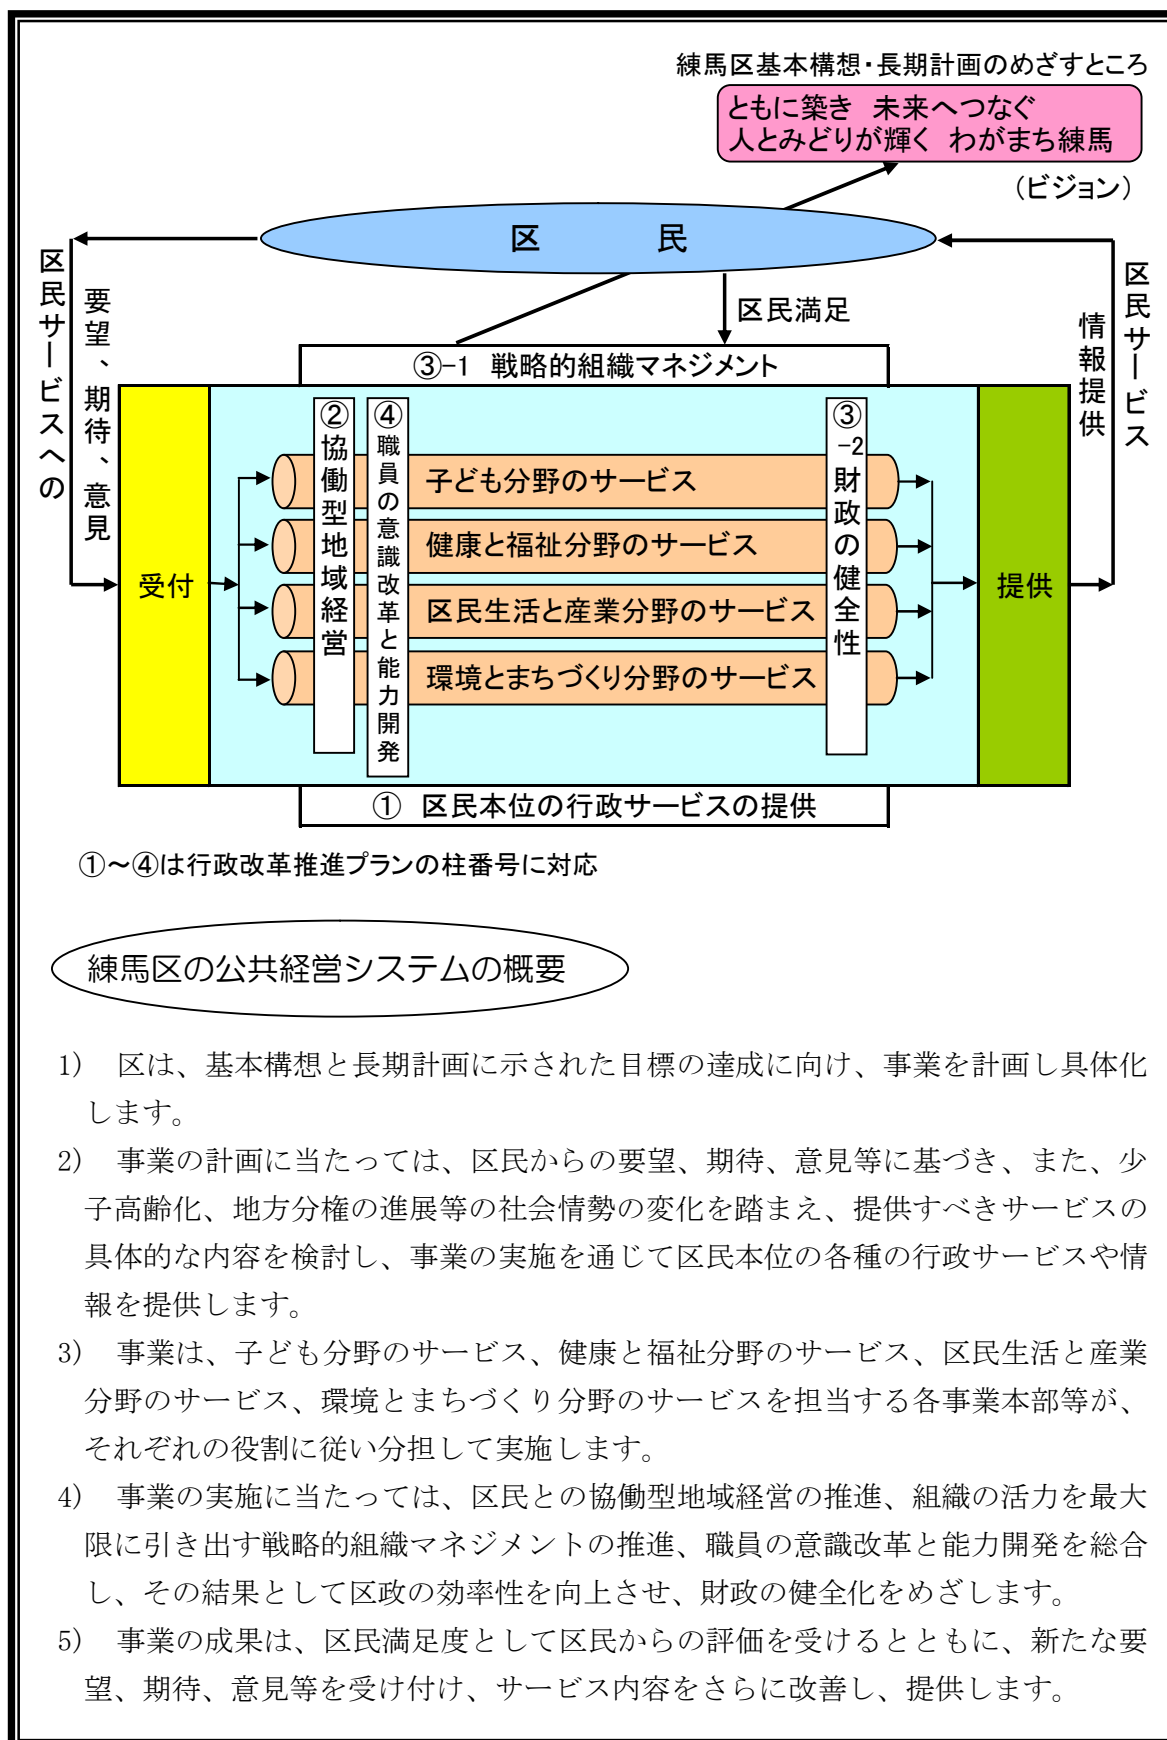 練馬区基本構想・長期計画のめざすところ
ともに築き 未来へつなぐ
人とみどりが輝く わがまち練馬
（ビジョン）
区 民
区民サービスへの
要望、期待、意見
区民満足
情報提供
区民サービス
③-1 戦略的組織マネジメント
受付
②協働型地域経営
④職員の意識改革と能力開発
③-2財政の健全性
子ども分野のサービス
健康と福祉分野のサービス
区民生活と産業分野のサービス
環境とまちづくり分野のサービス
提供
① 区民本位の行政サービスの提供
①～④は行政改革推進プランの柱番号に対応
練馬区の公共経営システムの概要
1) 区は、基本構想と長期計画に示された目標の達成に向け、事業を計画し具体化
します。
2) 事業の計画に当たっては、区民からの要望、期待、意見等に基づき、また、少
子高齢化、地方分権の進展等の社会情勢の変化を踏まえ、提供すべきサービスの
具体的な内容を検討し、事業の実施を通じて区民本位の各種の行政サービスや情
報を提供します。
3) 事業は、子ども分野のサービス、健康と福祉分野のサービス、区民生活と産業
分野のサービス、環境とまちづくり分野のサービスを担当する各事業本部等が、
それぞれの役割に従い分担して実施します。
4) 事業の実施に当たっては、区民との協働型地域経営の推進、組織の活力を最大
限に引き出す戦略的組織マネジメントの推進、職員の意識改革と能力開発を総合
し、その結果として区政の効率性を向上させ、財政の健全化をめざします。
5) 事業の成果は、区民満足度として区民からの評価を受けるとともに、新たな要
望、期待、意見等を受け付け、サービス内容をさらに改善し、提供します。